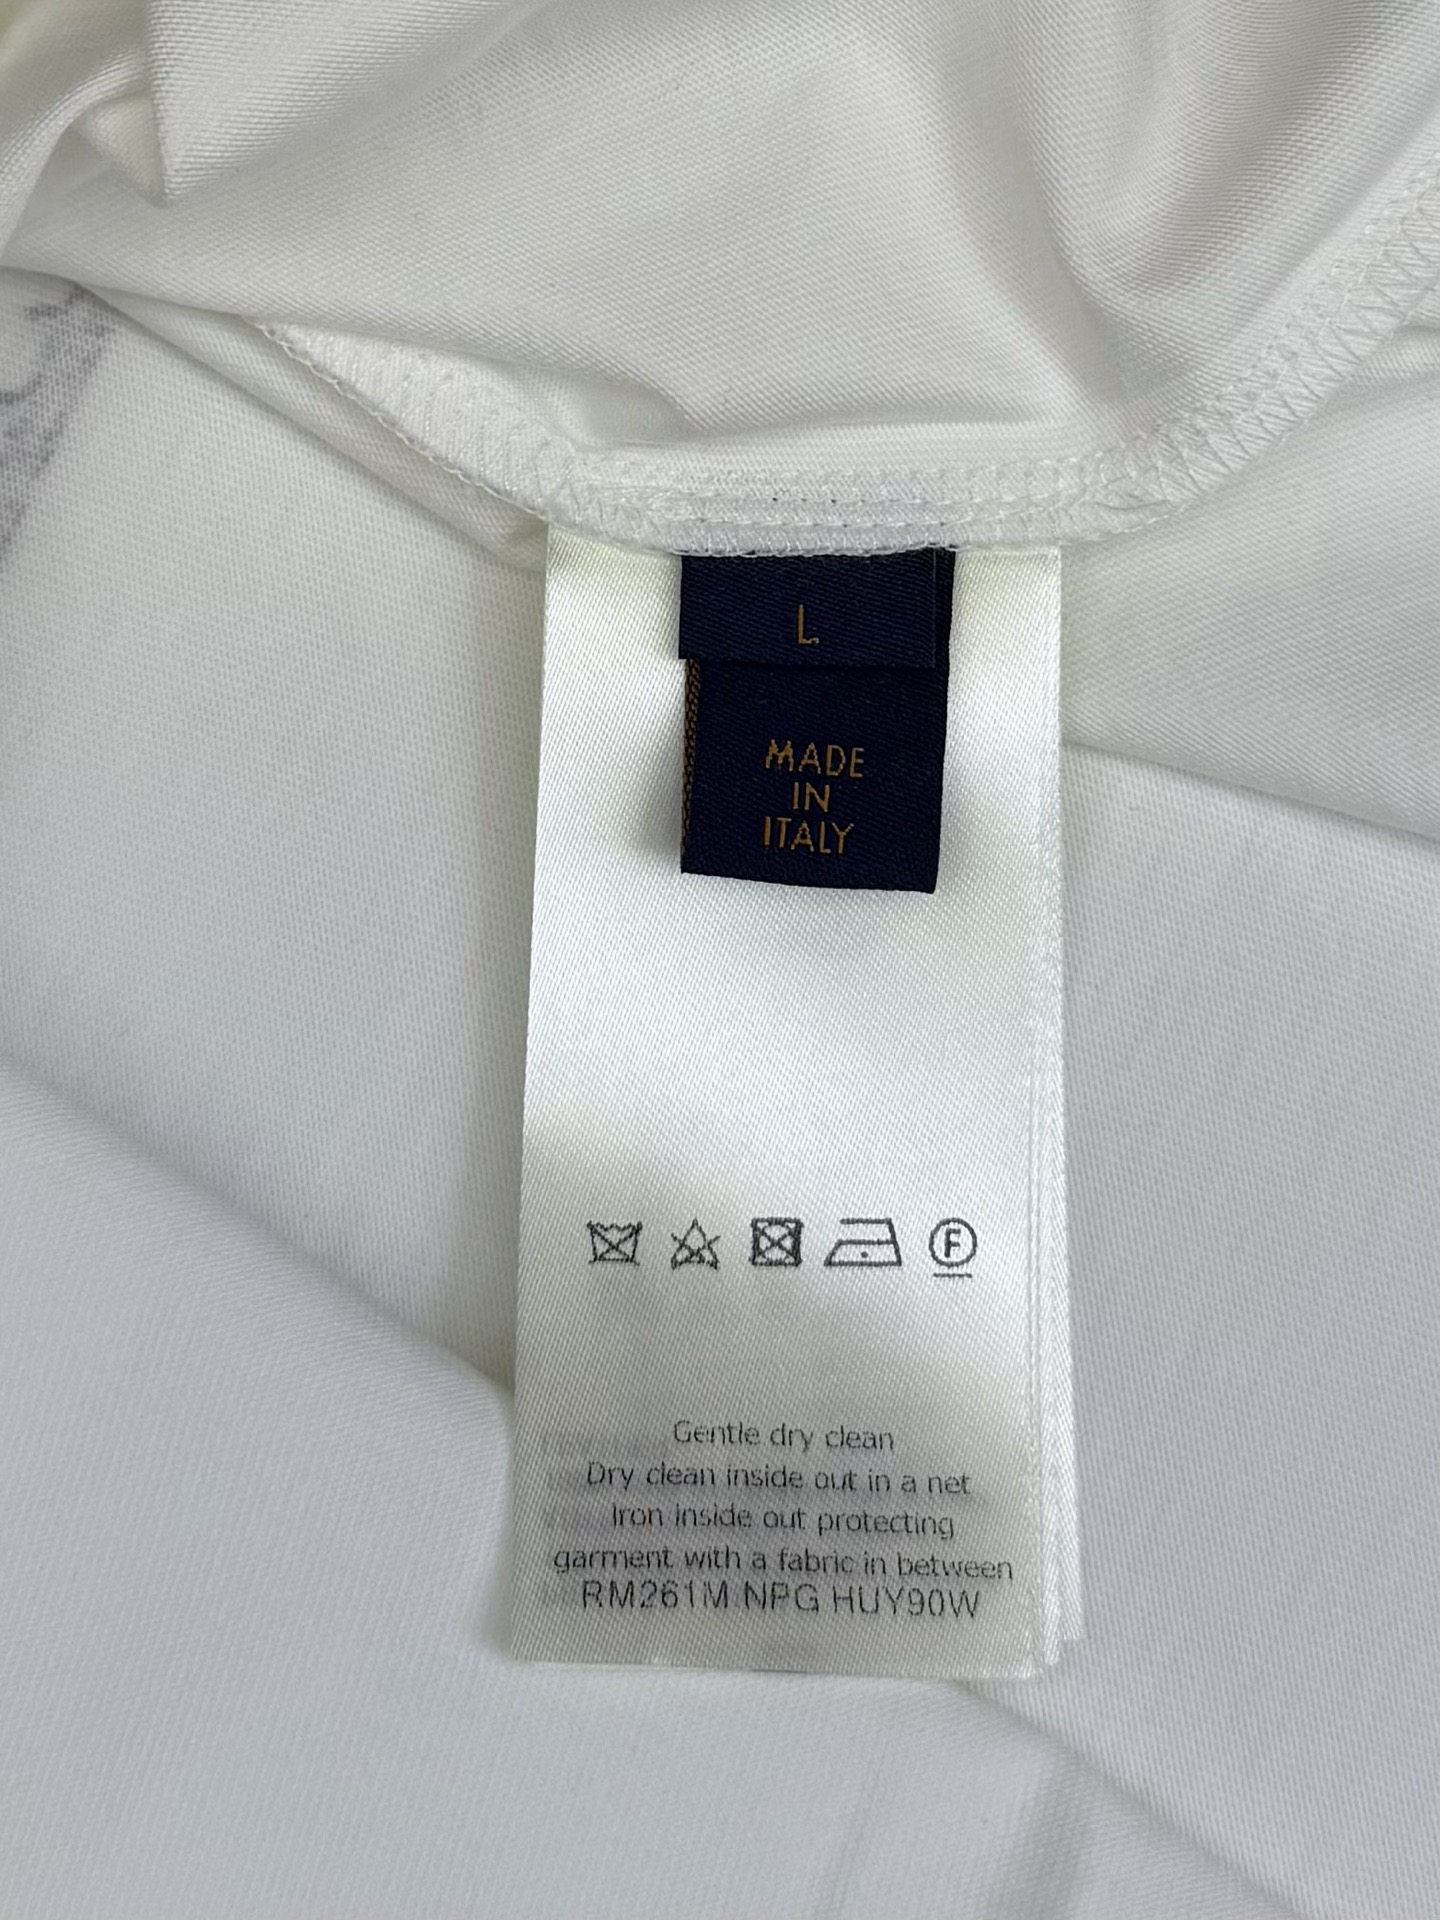 L
MADE
IN
ITALY
F
Gentle dry clean
Dry clean inside out in a net
Iron inside out protecting
garment with a fabric in between
RM261M NPG HUY90W